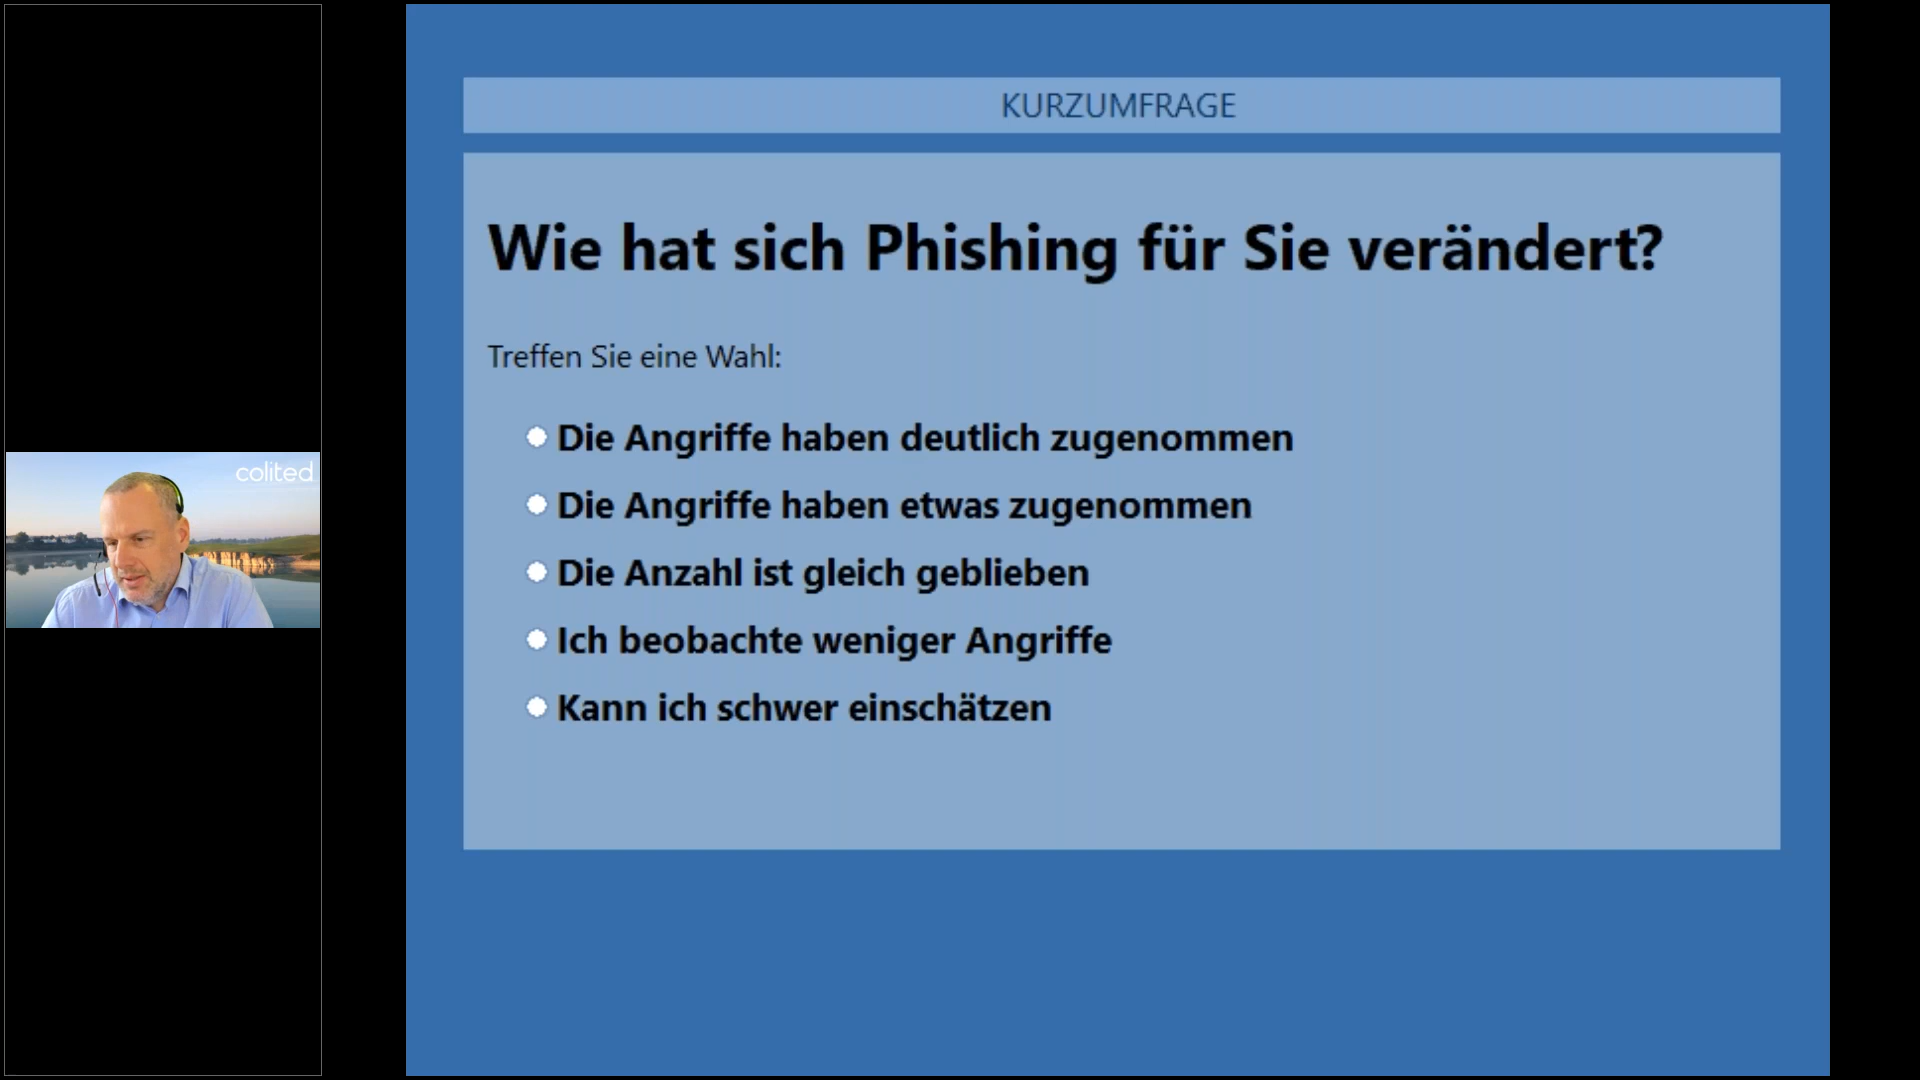 KURZUMFRAGE
Wie hat sich Phishing für Sie verändert?
Treffen Sie eine Wahl:
Die Angriffe haben deutlich zugenommen
Die Angriffe haben etwas zugenommen
Die Anzahl ist gleich geblieben
Ich beobachte weniger Angriffe
Kann ich schwer einschätzen
colited